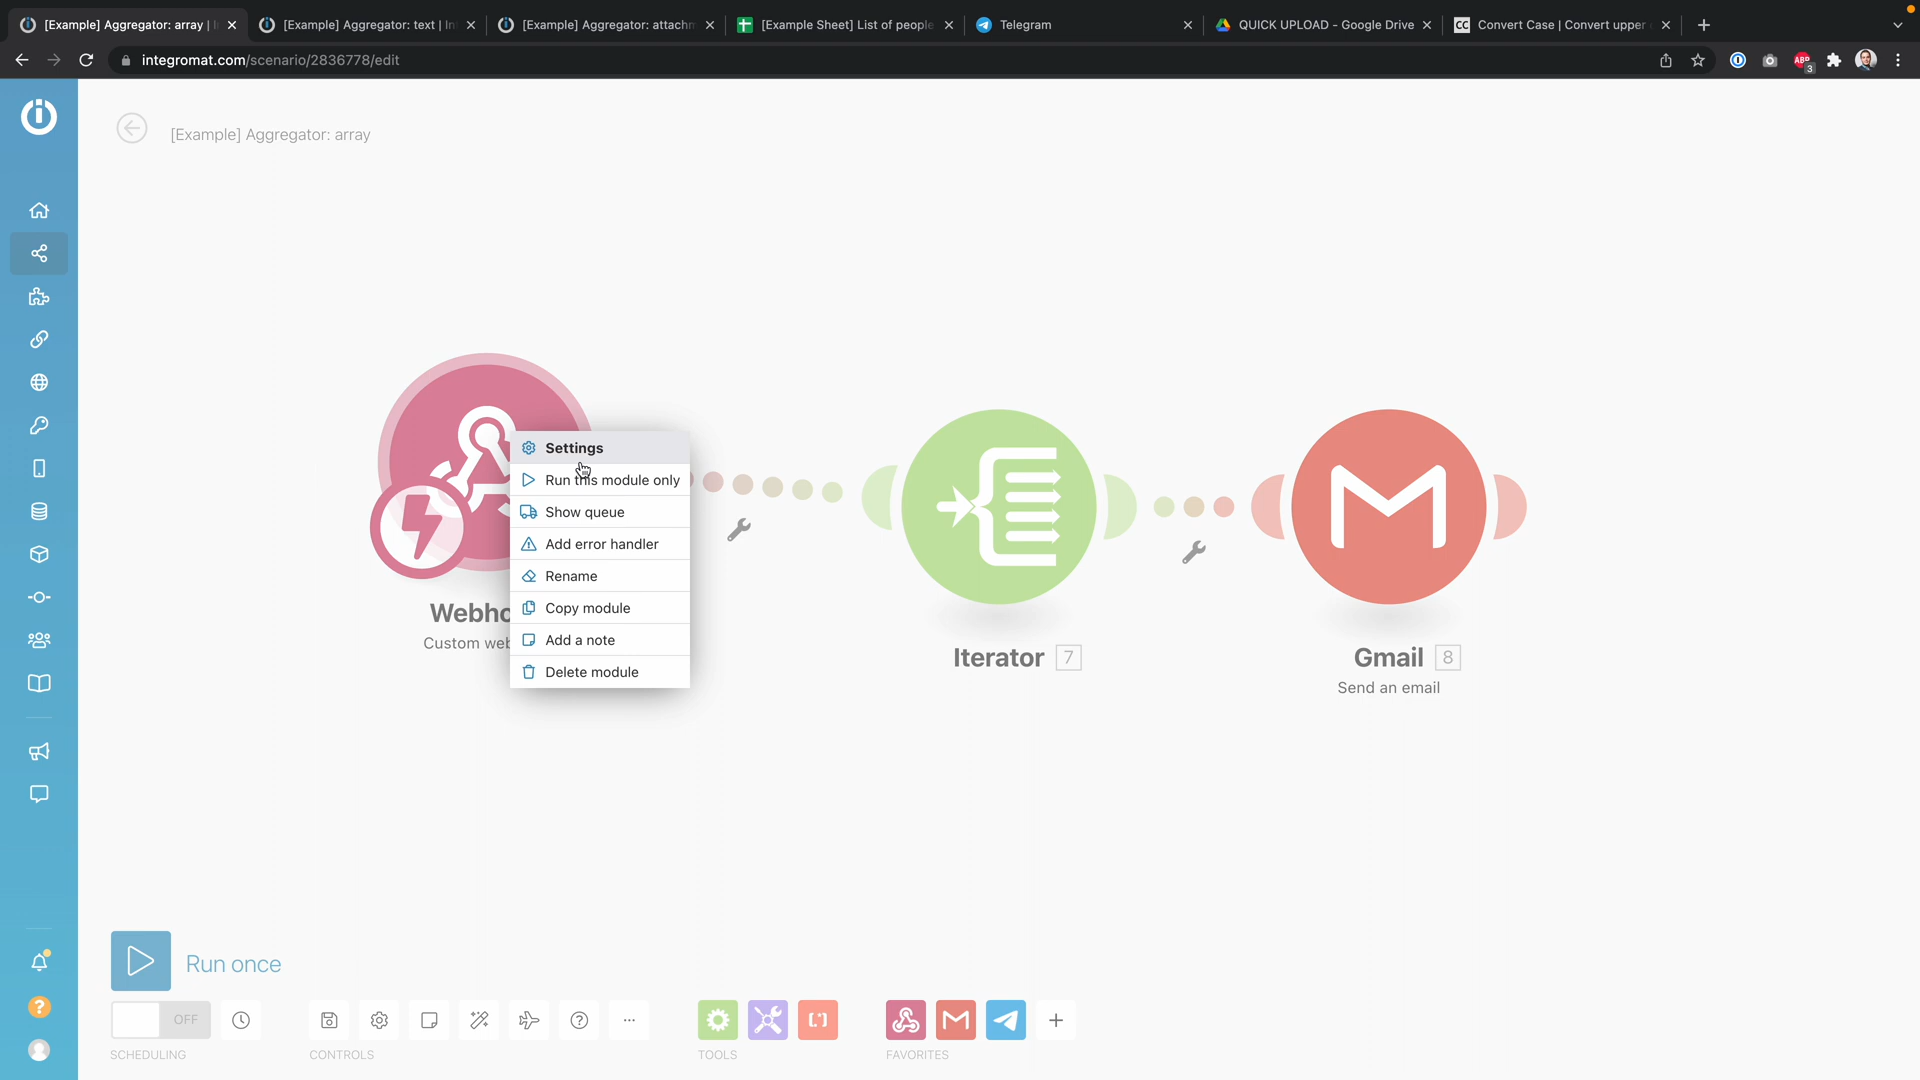 [Example] Aggregator: array |
[Example] Aggregator: text | In
[Example] Aggregator: attachm
[Example Sheet] List of people
Telegram
QUICK UPLOAD - Google Drive
CC Convert Case | Convert upper
integromat.com/scenario/2836778/edit
ABP 3
[Example] Aggregator: array
Settings
Run this module only
Show queue
Add error handler
Rename
Copy module
Add a note
Delete module
Webho
Custom web
Iterator 7
Gmail 8
Send an email
Run once
OFF
SCHEDULING
CONTROLS
TOOLS
FAVORITES